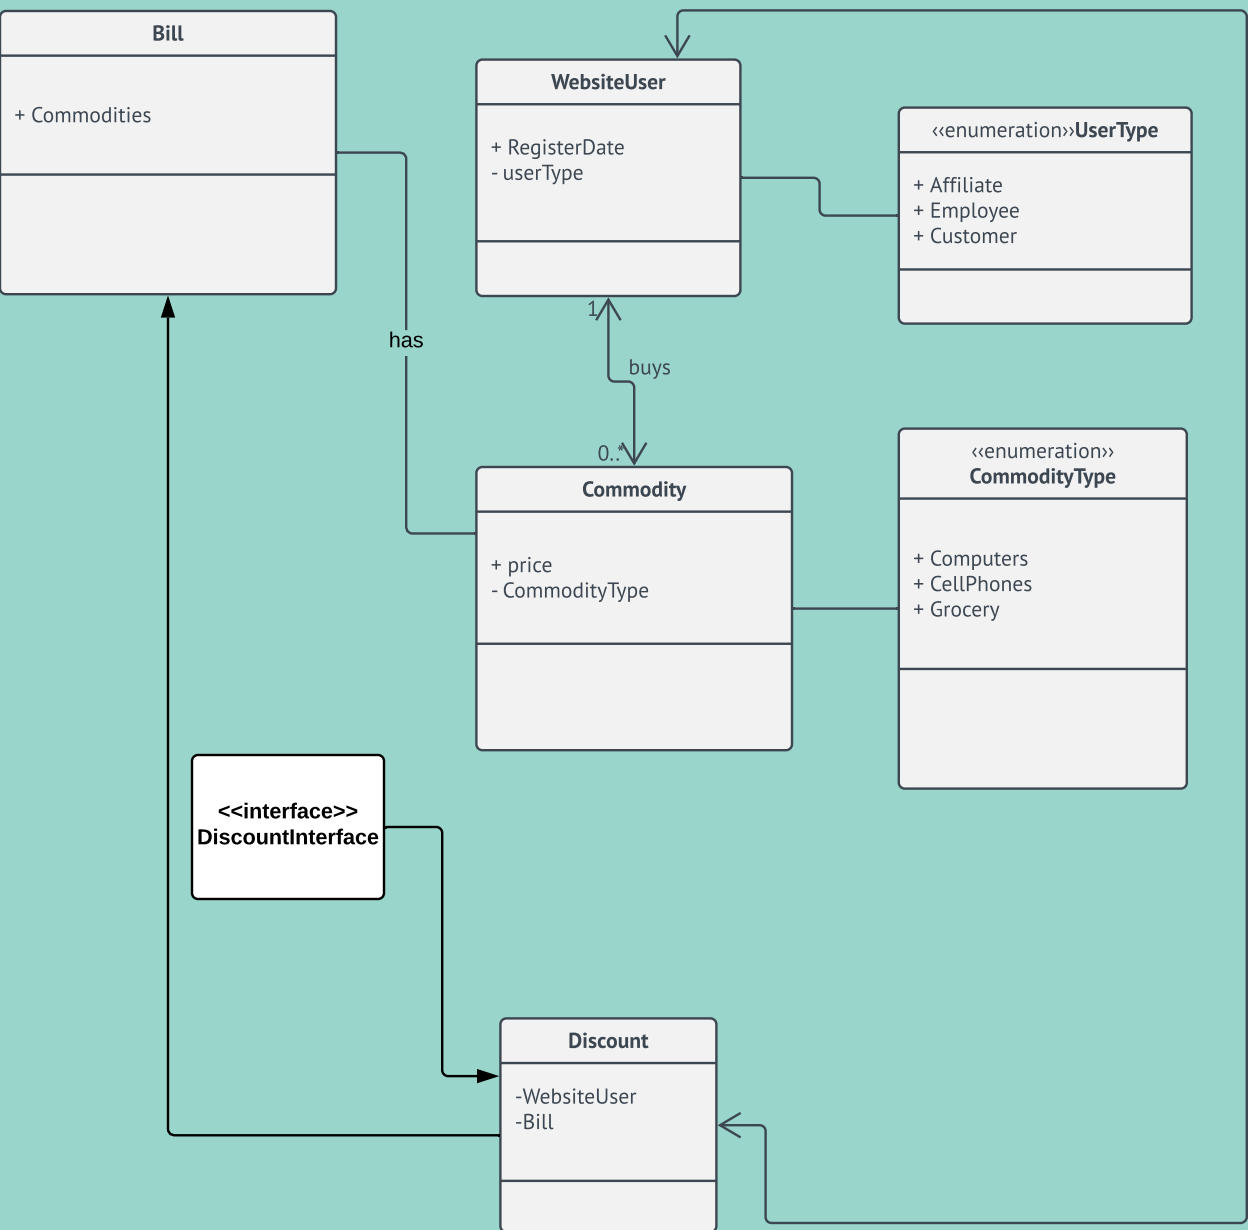 Bill
+ Commodities
WebsiteUser
+ RegisterDate
- userType
‹‹enumeration››UserType
+ Affiliate
+ Employee
+ Customer
1
has
buys
0..*
Commodity
+ price
- CommodityType
‹‹enumeration››
CommodityType
+ Computers
+ CellPhones
+ Grocery
<<interface>>
DiscountInterface
Discount
-WebsiteUser
-Bill